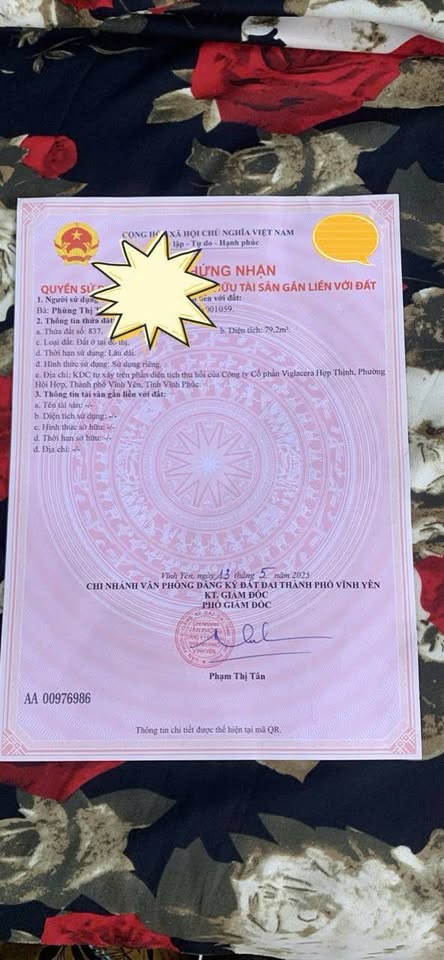 CỘNG HÒA XÃ HỘI CHỦ NGHĨA VIỆT NAM
lập - Tự do - Hạnh phúc
CHỨNG NHẬN
QUYỀN SỬ HỮU TÀI SẢN GẮN LIỀN VỚI ĐẤT
1. Người sử dụng liền với đất:
Bà: Phùng Thị 001059.
2. Thông tin thửa đất:
a. Thửa đất số: 837, b. Diện tích: 79,2m²
c. Loại đất: Đất ở tại đô thị.
d. Thời hạn sử dụng: Lâu dài.
đ. Hình thức sử dụng: Sử dụng riêng.
e. Địa chỉ: KDC tự xây trên phần diện tích thu hồi của Công ty Cổ phần Viglacera Hợp Thịnh, Phường
Hội Hợp, Thành phố Vĩnh Yên, Tỉnh Vĩnh Phúc.
3. Thông tin tài sản gắn liền với đất:
a. Tên tài sản: -/-
b. Diện tích sử dụng: -/-
c. Hình thức sở hữu: -/-
d. Thời hạn sở hữu: -/-
đ. Địa chỉ: -/-
Vĩnh Yên, ngày 13 tháng 5 năm 2025
CHI NHÁNH VĂN PHÒNG ĐĂNG KÝ ĐẤT ĐAI THÀNH PHỐ VĨNH YÊN
KT. GIÁM ĐỐC
PHÓ GIÁM ĐỐC
Phạm Thị Tân
AA 00976986
Thông tin chi tiết được thể hiện tại mã QR.